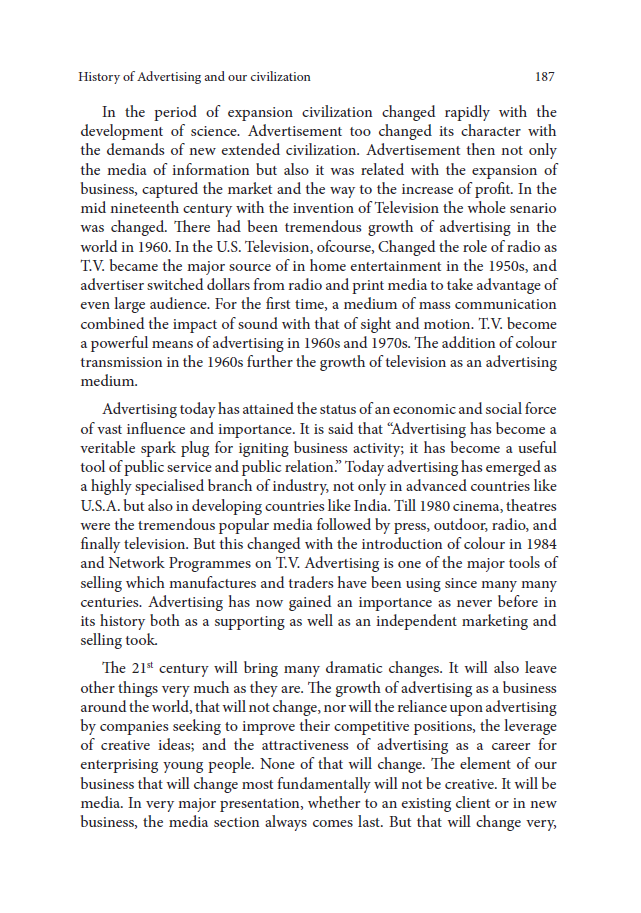 History of Advertising and our civilization 187
In the period of expansion civilization changed rapidly with the
development of science. Advertisement too changed its character with
the demands of new extended civilization. Advertisement then not only
the media of information but also it was related with the expansion of
business, captured the market and the way to the increase of profit. In the
mid nineteenth century with the invention of Television the whole senario
was changed. There had been tremendous growth of advertising in the
world in 1960. In the U.S. Television, ofcourse, Changed the role of radio as
T.V. became the major source of in home entertainment in the 1950s, and
advertiser switched dollars from radio and print media to take advantage of
even large audience. For the first time, a medium of mass communication
combined the impact of sound with that of sight and motion. T.V. become
a powerful means of advertising in 1960s and 1970s. The addition of colour
transmission in the 1960s further the growth of television as an advertising
medium.
Advertising today has attained the status of an economic and social force
of vast influence and importance. It is said that “Advertising has become a
veritable spark plug for igniting business activity; it has become a useful
tool of public service and public relation.” Today advertising has emerged as
a highly specialised branch of industry, not only in advanced countries like
U.S.A. but also in developing countries like India. Till 1980 cinema, theatres
were the tremendous popular media followed by press, outdoor, radio, and
finally television. But this changed with the introduction of colour in 1984
and Network Programmes on T.V. Advertising is one of the major tools of
selling which manufactures and traders have been using since many many
centuries. Advertising has now gained an importance as never before in
its history both as a supporting as well as an independent marketing and
selling took.
The 21st century will bring many dramatic changes. It will also leave
other things very much as they are. The growth of advertising as a business
around the world, that will not change, nor will the reliance upon advertising
by companies seeking to improve their competitive positions, the leverage
of creative ideas; and the attractiveness of advertising as a career for
enterprising young people. None of that will change. The element of our
business that will change most fundamentally will not be creative. It will be
media. In very major presentation, whether to an existing client or in new
business, the media section always comes last. But that will change very,